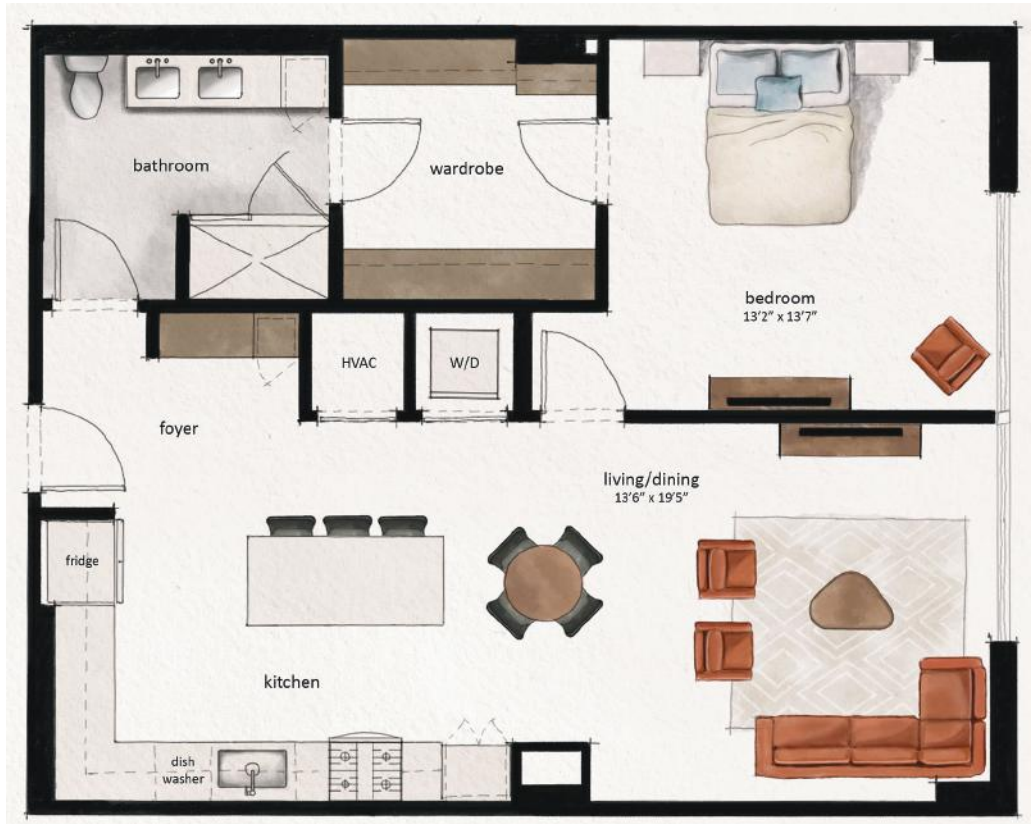 bathroom
wardrobe
bedroom
13'2" x 13'7"
HVAC
W/D
foyer
living/dining
13'6" x 19'5"
fridge
kitchen
dish
washer